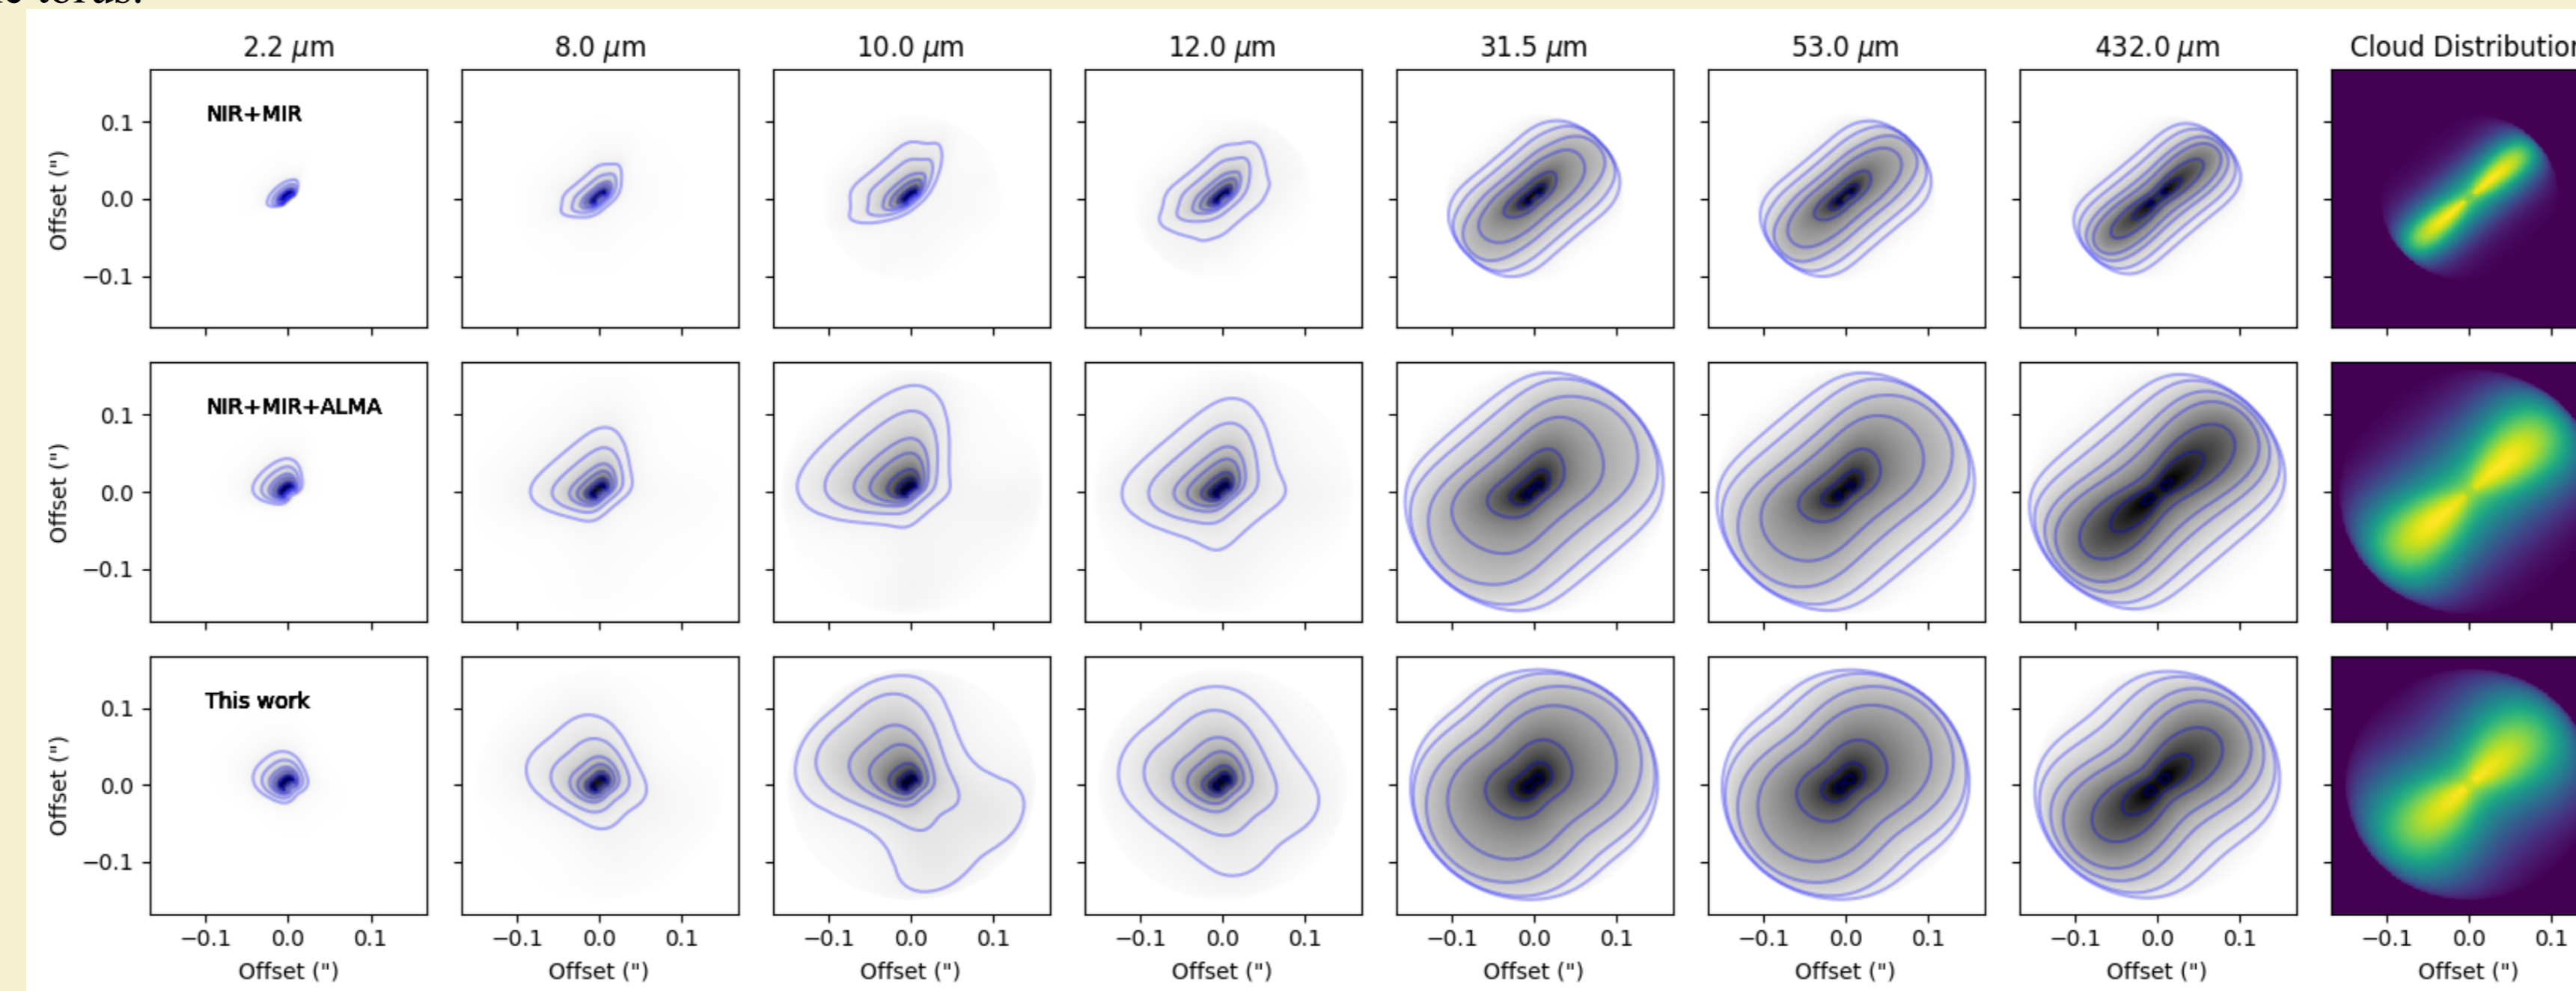 torus.
2.2 μm 8.0 μm 10.0 μm 12.0 μm 31.5 μm 53.0 μm 432.0 μm Cloud Distribution
NIR+MIR
Offset (")
0.1
0.0
−0.1
NIR+MIR+ALMA
Offset (")
0.1
0.0
−0.1
This work
Offset (")
0.1
0.0
−0.1
−0.1 0.0 0.1 −0.1 0.0 0.1 −0.1 0.0 0.1 −0.1 0.0 0.1 −0.1 0.0 0.1 −0.1 0.0 0.1 −0.1 0.0 0.1 −0.1 0.0 0.1
Offset (") Offset (") Offset (") Offset (") Offset (") Offset (") Offset (") Offset (")